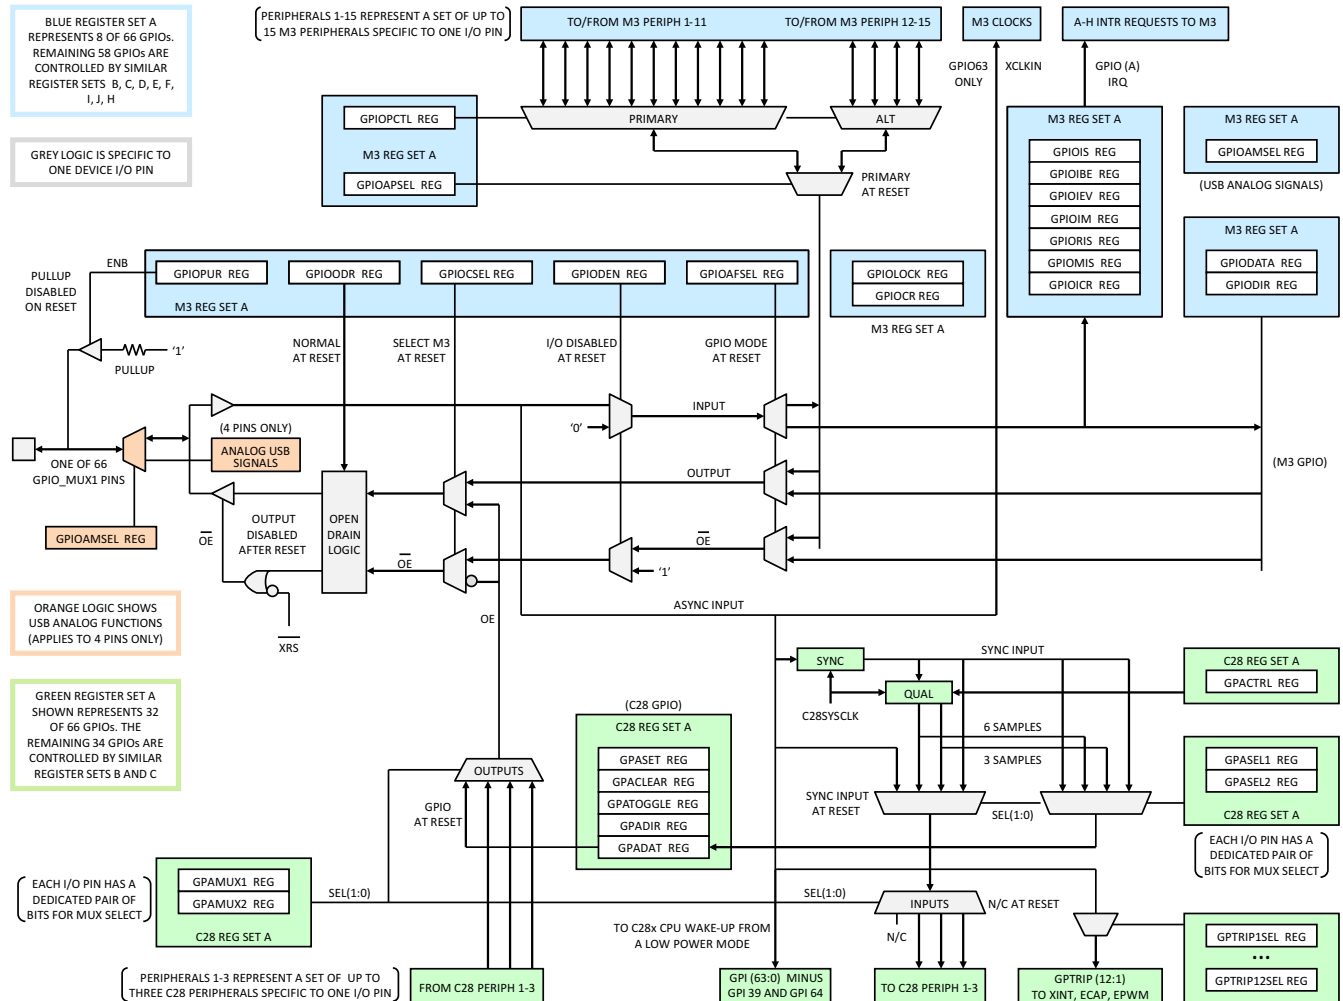 BLUE REGISTER SET A
REPRESENTS 8 OF 66 GPIOs.
REMAINING 58 GPIOs ARE
CONTROLLED BY SIMILAR
REGISTER SETS B, C, D, E, F,
I, J, H
GREY LOGIC IS SPECIFIC TO
ONE DEVICE I/O PIN
PERIPHERALS 1-15 REPRESENT A SET OF UP TO
15 M3 PERIPHERALS SPECIFIC TO ONE I/O PIN
TO/FROM M3 PERIPH 1-11
TO/FROM M3 PERIPH 12-15
M3 CLOCKS
A-H INTR REQUESTS TO M3
GPIO63
ONLY
XCLKIN
GPIO (A)
IRQ
GPIOPCTL REG
M3 REG SET A
GPIOAPSEL REG
PRIMARY
ALT
PRIMARY
AT RESET
M3 REG SET A
GPIOIS REG
GPIOIBE REG
GPIOIEV REG
GPIOIM REG
GPIORIS REG
GPIOMIS REG
GPIOICR REG
M3 REG SET A
GPIOAMSEL REG
(USB ANALOG SIGNALS)
M3 REG SET A
GPIODATA REG
GPIODIR REG
PULLUP
DISABLED
ON RESET
ENB
GPIOPUR REG
GPIOODR REG
GPIOCSEL REG
GPIODEN REG
GPIOAFSEL REG
M3 REG SET A
GPIOLOCK REG
GPIOCR REG
M3 REG SET A
NORMAL
AT RESET
SELECT M3
AT RESET
I/O DISABLED
AT RESET
GPIO MODE
AT RESET
'1'
PULLUP
INPUT
'0'
(4 PINS ONLY)
ANALOG USB
SIGNALS
ONE OF 66
GPIO_MUX1 PINS
OUTPUT
(M3 GPIO)
GPIOAMSEL REG
OE
OUTPUT
DISABLED
AFTER RESET
OPEN
DRAIN
LOGIC
OE
OE
'1'
XRS
OE
ASYNC INPUT
ORANGE LOGIC SHOWS
USB ANALOG FUNCTIONS
(APPLIES TO 4 PINS ONLY)
GREEN REGISTER SET A
SHOWN REPRESENTS 32
OF 66 GPIOs. THE
REMAINING 34 GPIOs ARE
CONTROLLED BY SIMILAR
REGISTER SETS B AND C
SYNC
SYNC INPUT
QUAL
C28SYSCLK
C28 REG SET A
GPACTRL REG
6 SAMPLES
3 SAMPLES
(C28 GPIO)
C28 REG SET A
GPASET REG
GPACLEAR REG
GPATOGGLE REG
GPADIR REG
GPADAT REG
OUTPUTS
GPIO
AT RESET
SYNC INPUT
AT RESET
SEL(1:0)
GPASEL1 REG
GPASEL2 REG
C28 REG SET A
EACH I/O PIN HAS A
DEDICATED PAIR OF
BITS FOR MUX SELECT
EACH I/O PIN HAS A
DEDICATED PAIR OF
BITS FOR MUX SELECT
GPAMUX1 REG
GPAMUX2 REG
C28 REG SET A
SEL(1:0)
SEL(1:0)
INPUTS
N/C AT RESET
N/C
TO C28x CPU WAKE-UP FROM
A LOW POWER MODE
GPTRIP1SEL REG
...
GPTRIP12SEL REG
PERIPHERALS 1-3 REPRESENT A SET OF UP TO
THREE C28 PERIPHERALS SPECIFIC TO ONE I/O PIN
FROM C28 PERIPH 1-3
GPI (63:0) MINUS
GPI 39 AND GPI 64
TO C28 PERIPH 1-3
GPTRIP (12:1)
TO XINT, ECAP, EPWM